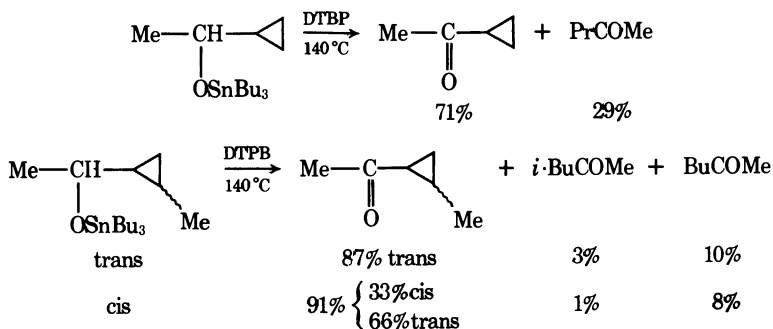 Me—CH DTBP 140°C Me—C + PrCOMe
OSnBu₃ O
71% 29%
Me—CH DTPB 140°C Me—C + i·BuCOMe + BuCOMe
OSnBu₃ Me O Me
trans 87% trans 3% 10%
cis 91% { 33%cis 1% 8%
66%trans